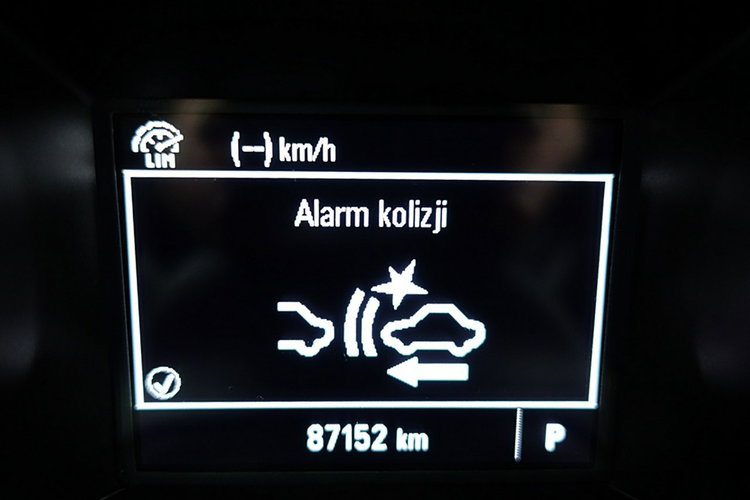 LIM
(--) km/h
Alarm kolizji
87152 km
P